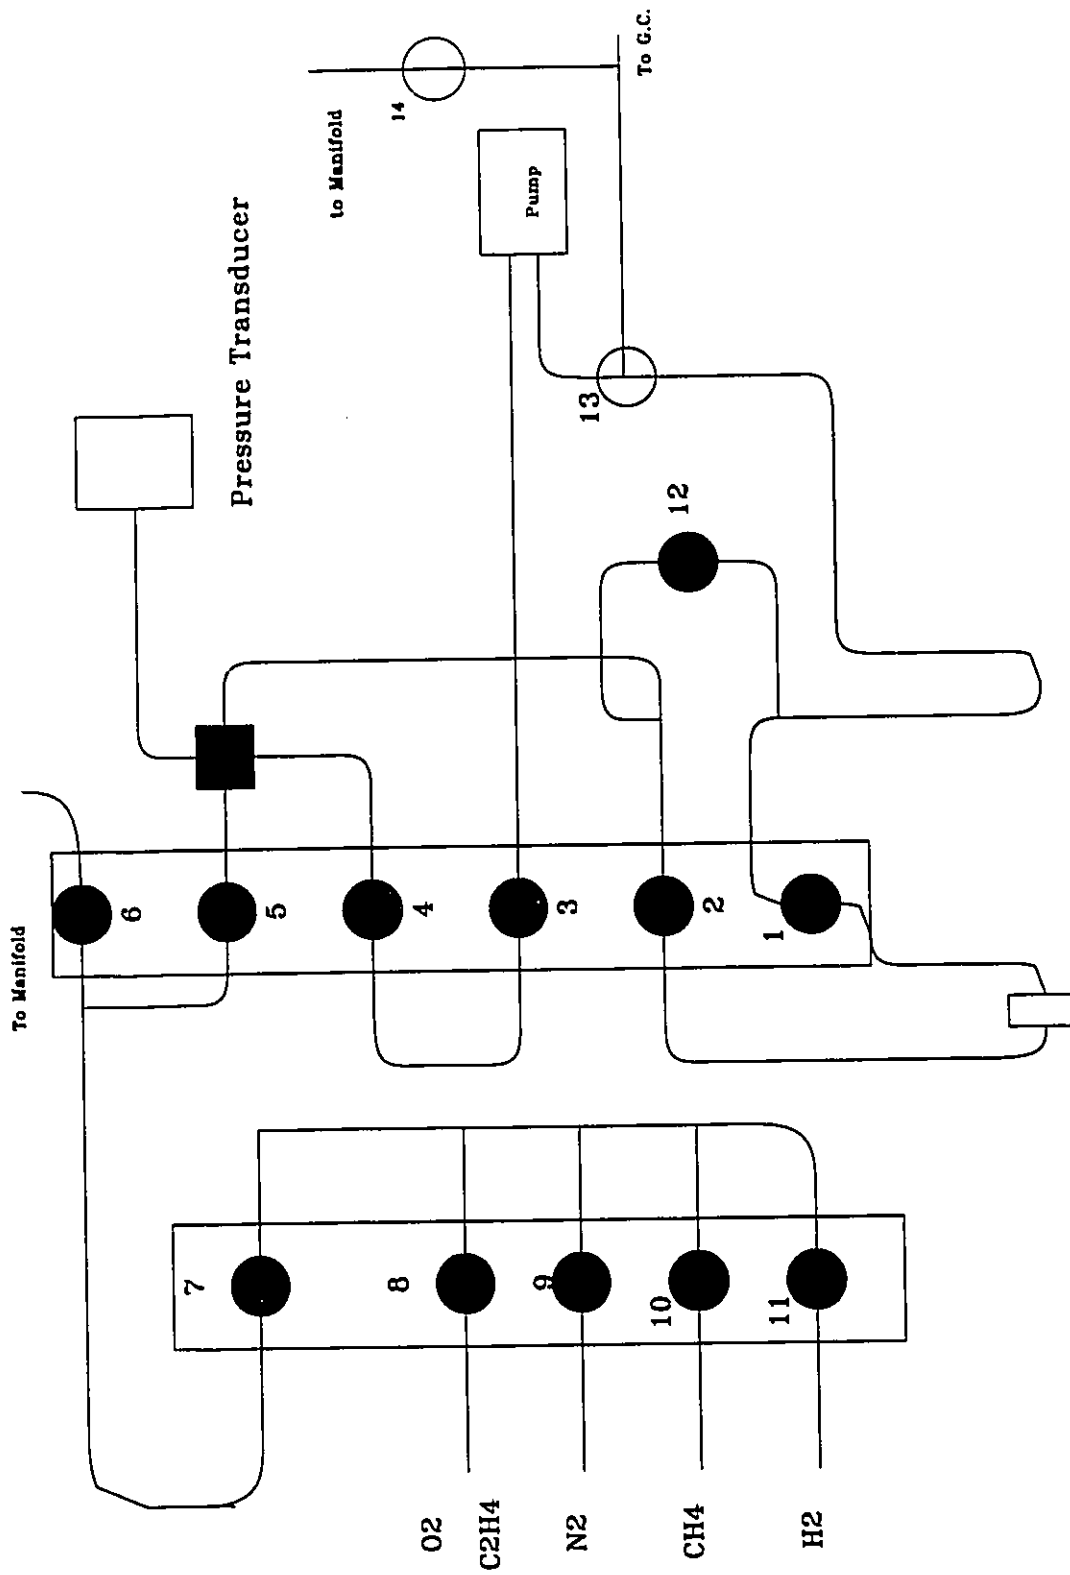 To G.C.
14
to Manifold
Pump
Pressure Transducer
13
12
To Manifold
6
5
4
3
2
1
7
8
9
10
11
O2
C2H4
N2
CH4
H2